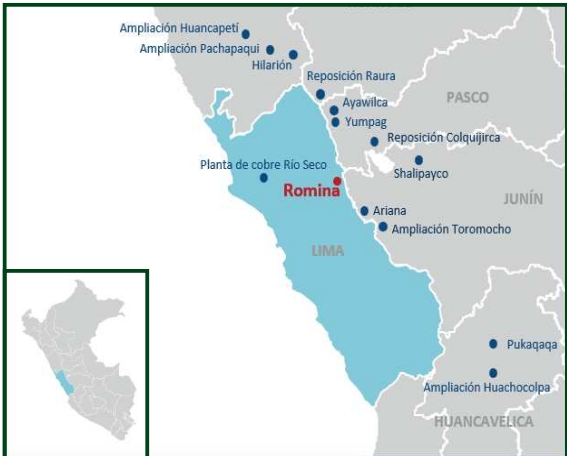 Ampliación Huancapetí
Ampliación Pachapaqui
Hilarión
Reposición Raura
Ayawilca
PASCO
Yumpag
Reposición Colquijirca
Planta de cobre Río Seco
Shalipayco
Romina
JUNÍN
Ariana
Ampliación Toromocho
LIMA
Pukaqaqa
Ampliación Huachocolpa
HUANCAVELICA